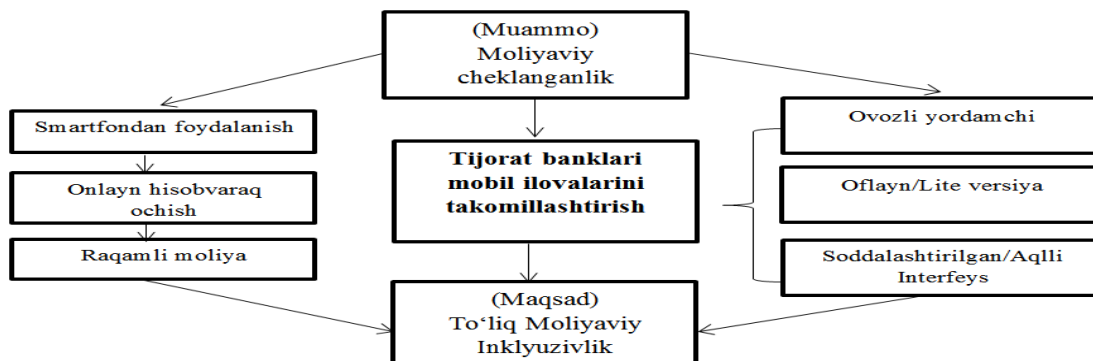 (Muammo)
Moliyaviy
cheklanganlik
Smartfondan foydalanish
Onlayn hisobvaraq
ochish
Raqamli moliya
Tijorat banklari
mobil ilovalarini
takomillashtirish
Ovozli yordamchi
Oflayn/Lite versiya
Soddalashtirilgan/Aqlli
Interfeys
(Maqsad)
To‘liq Moliyaviy
Inklyuzivlik